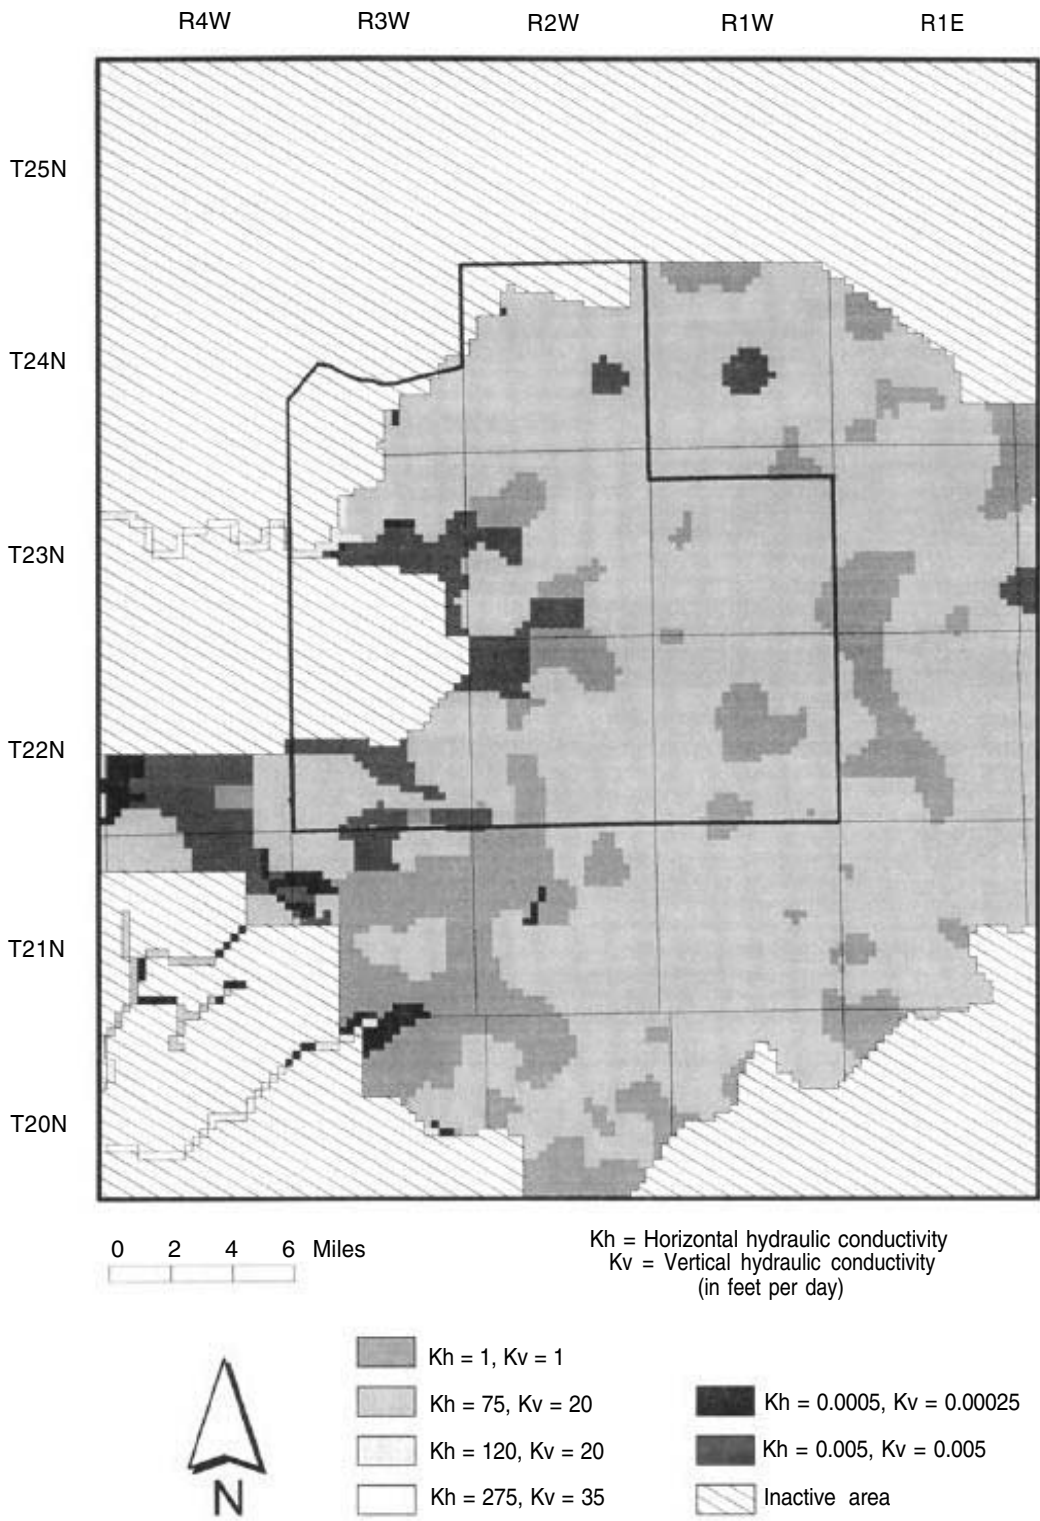 R4W R3W R2W R1W R1E
T25N
T24N
T23N
T22N
T21N
T20N
0 2 4 6 Miles
Kh = Horizontal hydraulic conductivity
Kv = Vertical hydraulic conductivity
(in feet per day)
N
Kh = 1, Kv = 1
Kh = 75, Kv = 20
Kh = 120, Kv = 20
Kh = 275, Kv = 35
Kh = 0.0005, Kv = 0.00025
Kh = 0.005, Kv = 0.005
Inactive area